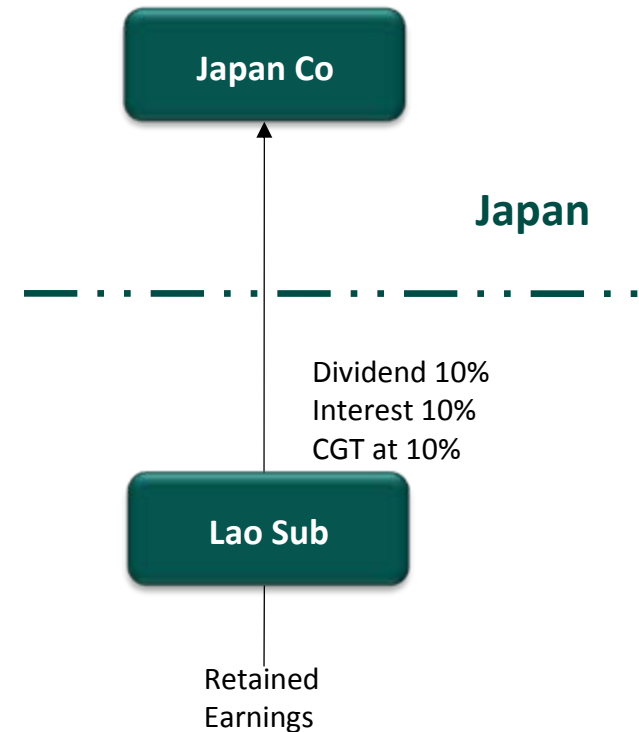 Japan Co
Japan
Dividend 10%
Interest 10%
CGT at 10%
Lao Sub
Retained
Earnings